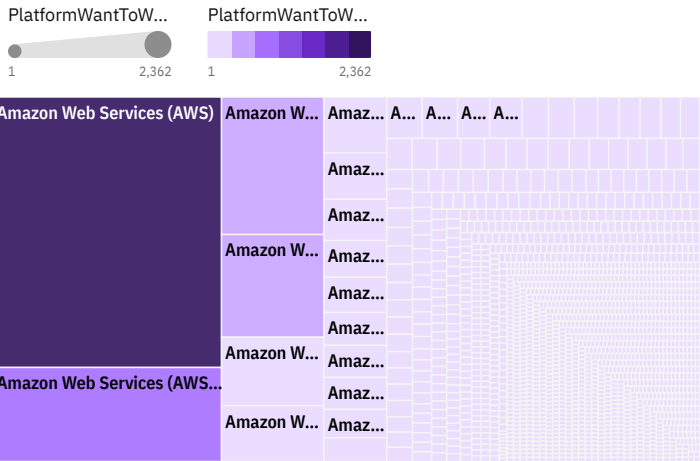 PlatformWantToW... PlatformWantToW...
1 2,362 1 2,362
Amazon Web Services (AWS) Amazon W... Amaz... A... A... A... A...
Amaz...
Amaz...
Amazon W... Amaz...
Amaz...
Amaz...
Amazon W... Amaz...
Amazon Web Services (AWS... Amaz...
Amazon W... Amaz...